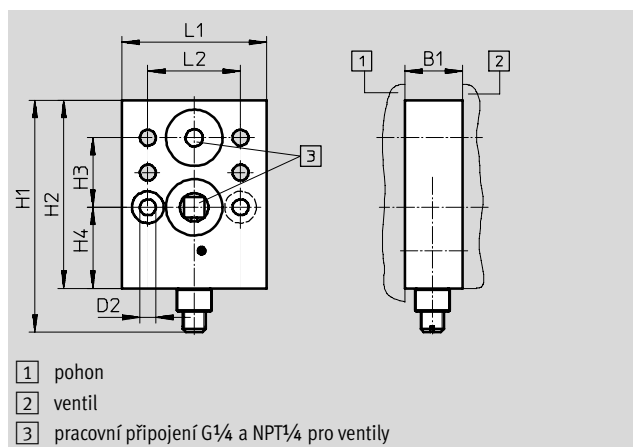 L1
L2
B1
1
2
3
H1
H2
H3
H4
D2
1 pohon
2 ventil
3 pracovní připojení G¼ a NPT¼ pro ventily